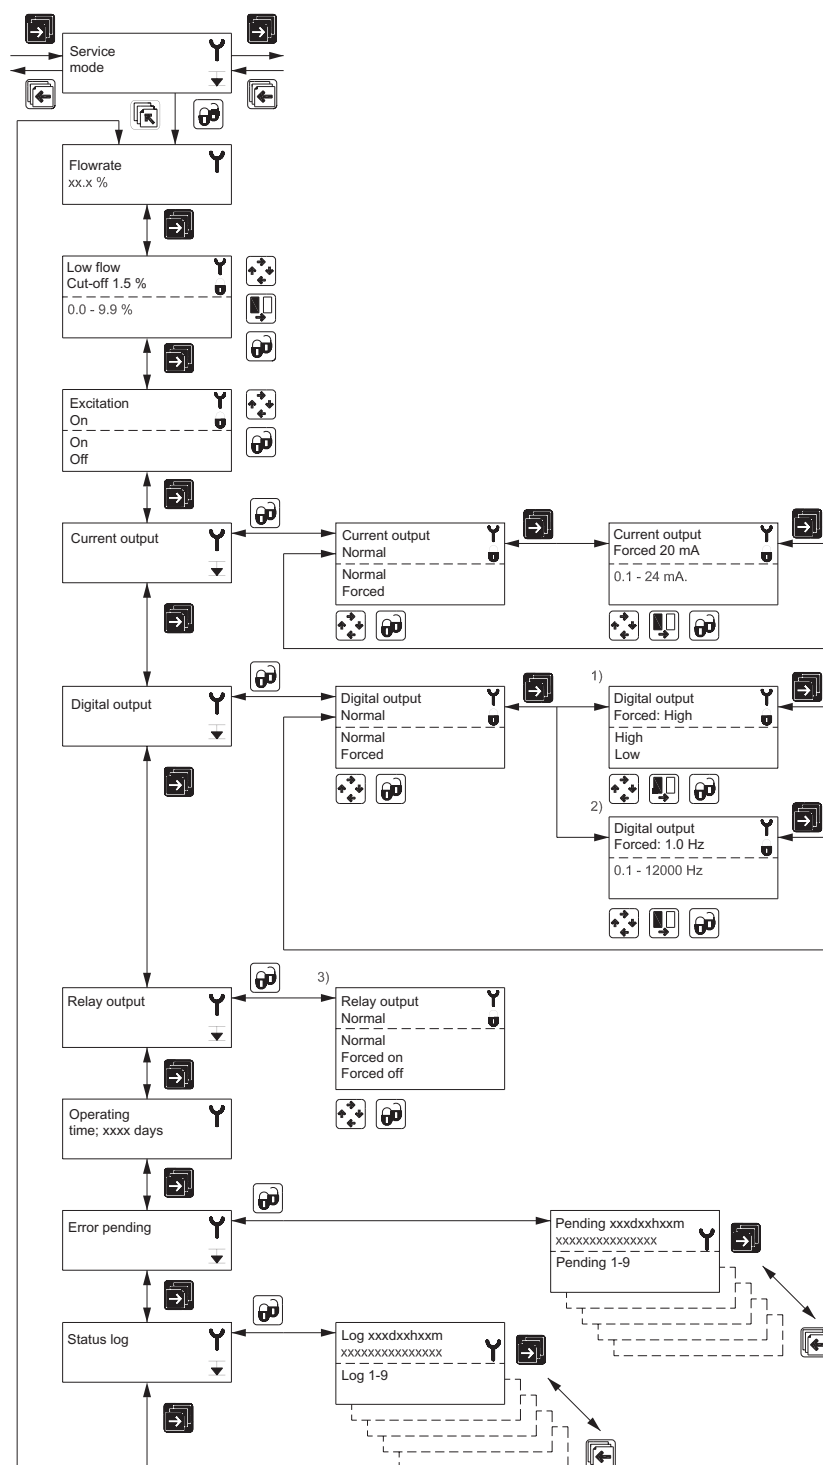 Service
mode
Flowrate
xx.x %
Low flow
Cut-off 1.5 %
0.0 - 9.9 %
Excitation
On
On
Off
Current output
Current output
Normal
Normal
Forced
Current output
Forced 20 mA
0.1 - 24 mA.
Digital output
Digital output
Normal
Normal
Forced
1)
Digital output
Forced: High
High
Low
2)
Digital output
Forced: 1.0 Hz
0.1 - 12000 Hz
Relay output
3)
Relay output
Normal
Normal
Forced on
Forced off
Operating
time; xxxx days
Error pending
Pending xxxdxxhxxm
xxxxxxxxxxxxxxx
Pending 1-9
Status log
Log xxxdxxhxxm
xxxxxxxxxxxxxxx
Log 1-9